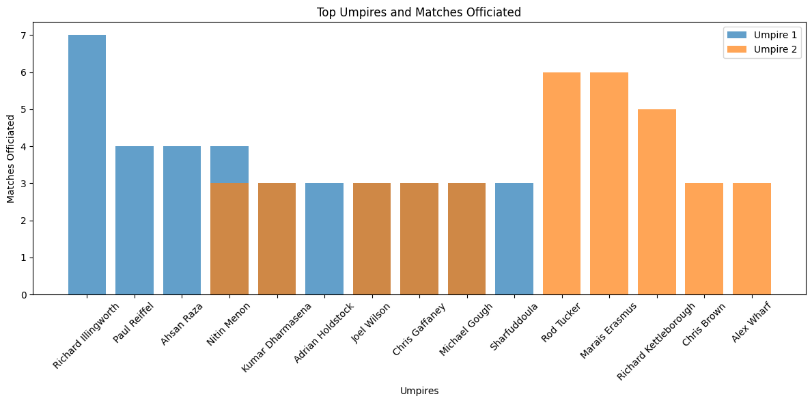 Top Umpires and Matches Officiated
Umpire 1
Umpire 2
Matches Officiated
7
6
5
4
3
2
1
0
Richard Illingworth
Paul Reiffel
Ahsan Raza
Nitin Menon
Kumar Dharmasena
Adrian Holdstock
Joel Wilson
Chris Gaffaney
Michael Gough
Sharfuddoula
Rod Tucker
Marais Erasmus
Richard Kettleborough
Chris Brown
Alex Wharf
Umpires